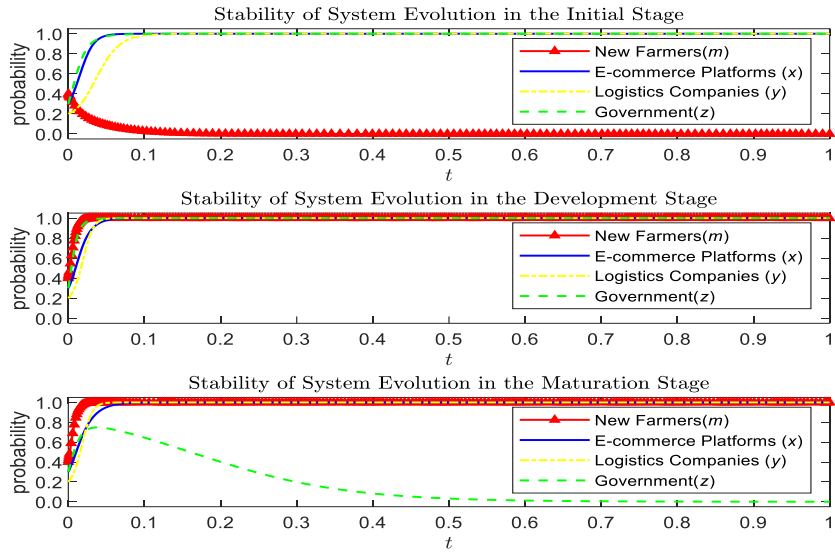 Stability of System Evolution in the Initial Stage
probability
1.0
0.8
0.6
0.4
0.2
0.0
New Farmers(m)
E-commerce Platforms (x)
Logistics Companies (y)
Government(z)
0 0.1 0.2 0.3 0.4 0.5 0.6 0.7 0.8 0.9 1
t
Stability of System Evolution in the Development Stage
probability
1.0
0.8
0.6
0.4
0.2
0.0
New Farmers(m)
E-commerce Platforms (x)
Logistics Companies (y)
Government(z)
0 0.1 0.2 0.3 0.4 0.5 0.6 0.7 0.8 0.9 1
t
Stability of System Evolution in the Maturation Stage
probability
1.0
0.8
0.6
0.4
0.2
0.0
New Farmers(m)
E-commerce Platforms (x)
Logistics Companies (y)
Government(z)
0 0.1 0.2 0.3 0.4 0.5 0.6 0.7 0.8 0.9 1
t